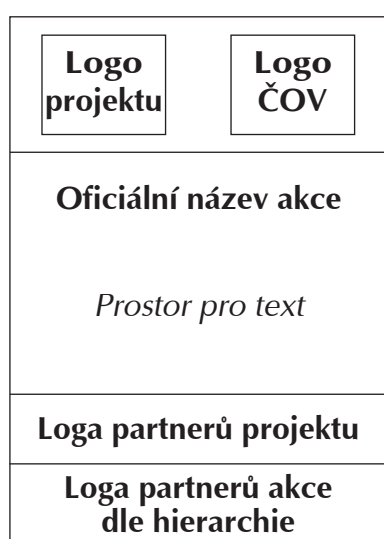 Logo
projektu
Logo
ČOV
Oficiální název akce
Prostor pro text
Loga partnerů projektu
Loga partnerů akce
dle hierarchie